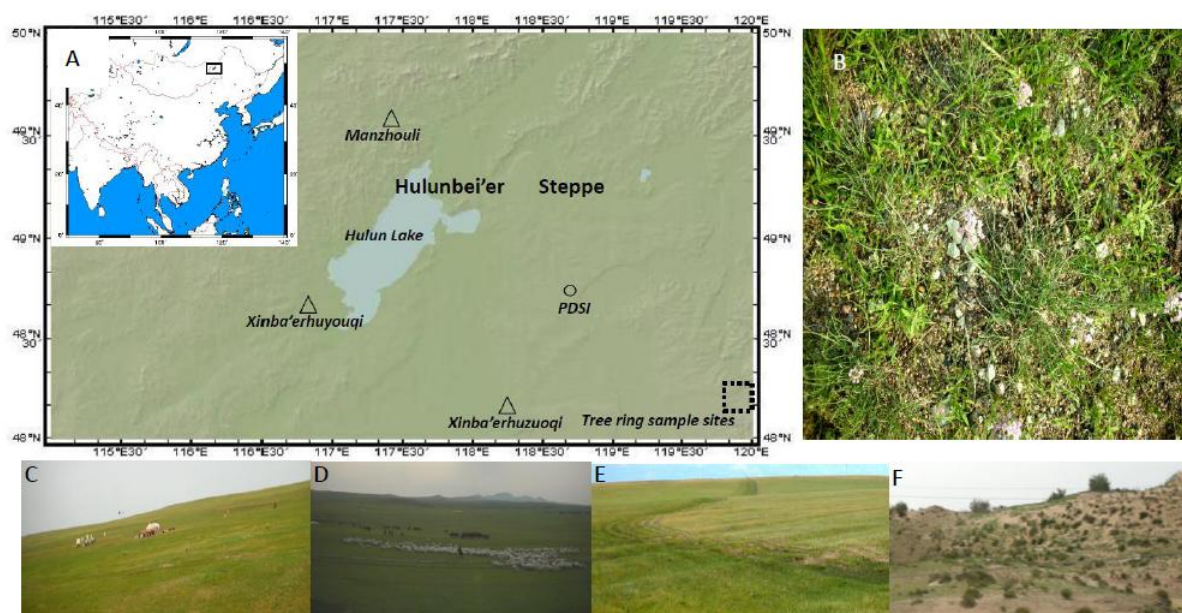 115°E30' 116°E 116°E30' 117°E 117°E30' 118°E 118°E30' 119°E 119°E30' 120°E
50°N
50°N
A
B
49°N
30'
49°N
30'
Manzhouli
Hulunbei'er Steppe
49°N
49°N
Hulun Lake
PDSI
Xinba'erhuyouqi
48°N
30'
48°N
30'
Xinba'erhuzuoqi
Tree ring sample sites
48°N
48°N
115°E30' 116°E 116°E30' 117°E 117°E30' 118°E 118°E30' 119°E 119°E30' 120°E
C
D
E
F